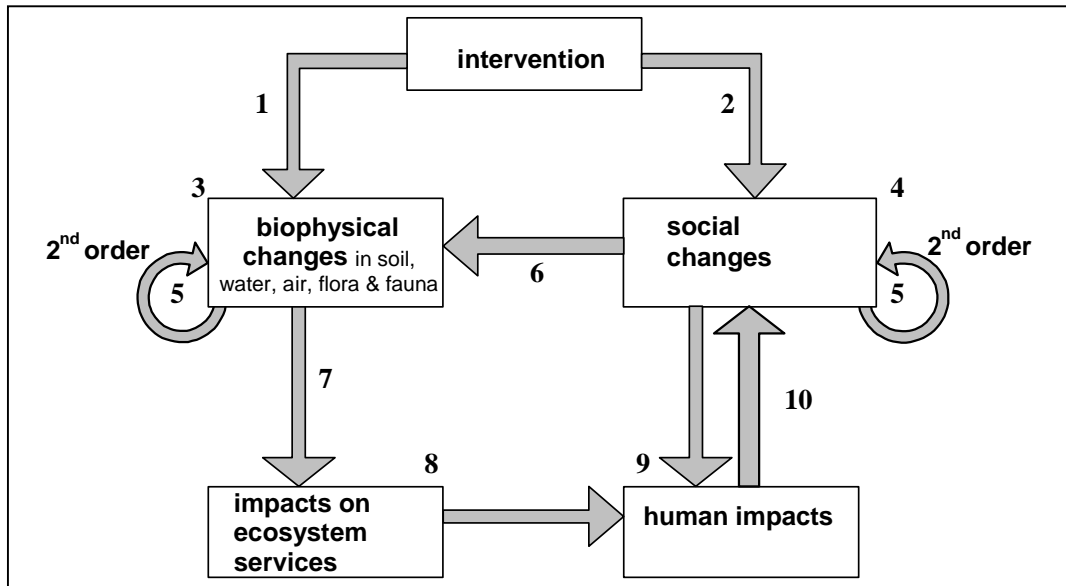 intervention
1
2
3
4
biophysical
changes in soil,
water, air, flora & fauna
social
changes
2nd order
2nd order
5
5
6
7
10
8
9
impacts on
ecosystem
services
human impacts